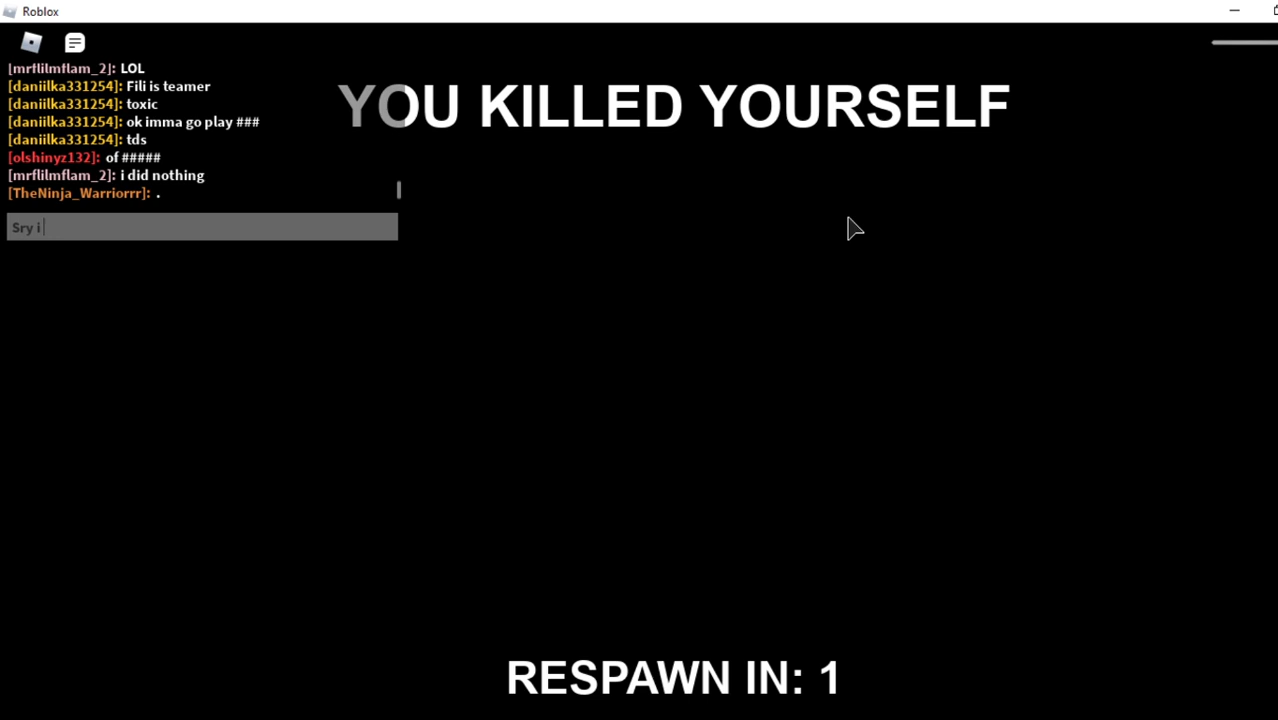 Roblox
[mrflilmflam_2]: LOL
[daniilka331254]: Fili is teamer
[daniilka331254]: toxic
[daniilka331254]: ok imma go play ###
[daniilka331254]: tds
[olshinyz132]: of #####
[mrflilmflam_2]: i did nothing
[TheNinja_Warriorrr]: .
Sry i
YOU KILLED YOURSELF
RESPAWN IN: 1